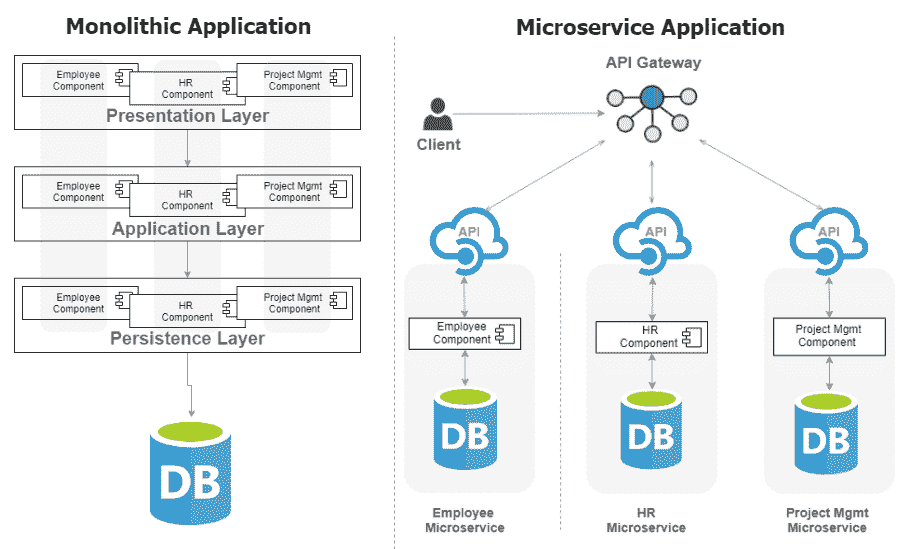 Monolithic Application
Employee
Component
HR
Component
Project Mgmt
Component
Presentation Layer
Employee
Component
HR
Component
Project Mgmt
Component
Application Layer
Employee
Component
HR
Component
Project Mgmt
Component
Persistence Layer
DB
Microservice Application
API Gateway
Client
API
API
API
Employee
Component
HR
Component
Project Mgmt
Component
DB
DB
DB
Employee
Microservice
HR
Microservice
Project Mgmt
Microservice